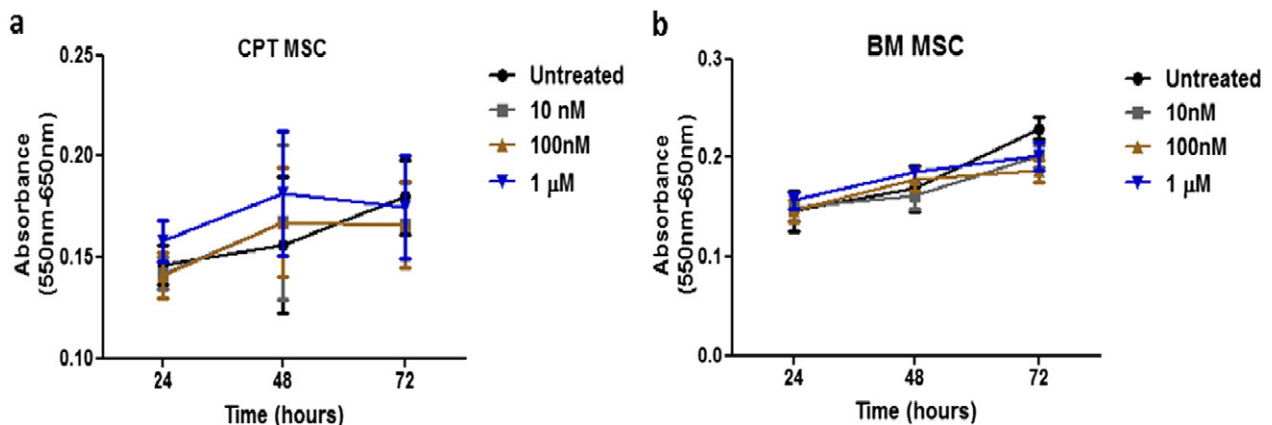 a
CPT MSC
0.25
0.20
0.15
0.10
Absorbance
(550nm-650nm)
24
48
72
Time (hours)
Untreated
10 nM
100nM
1 µM
b
BM MSC
0.3
0.2
0.1
0.0
Absorbance
(550nm-650nm)
24
48
72
Time (hours)
Untreated
10nM
100nM
1 µM